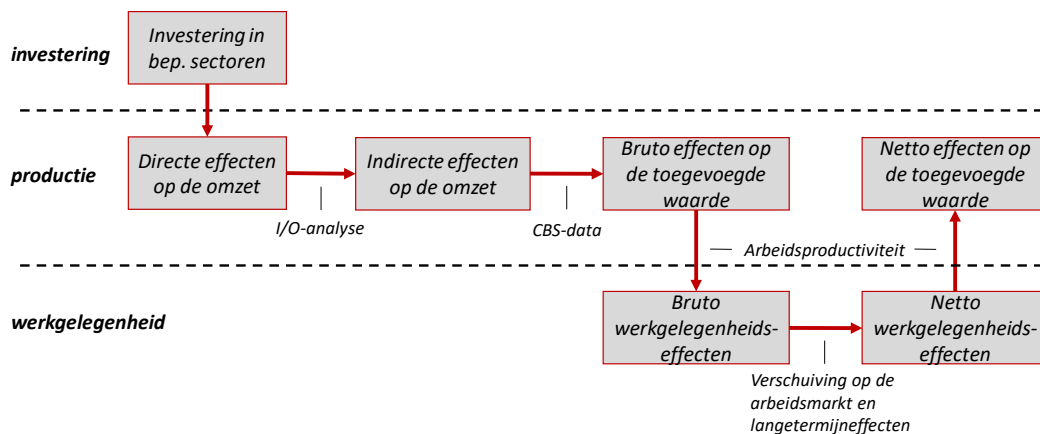 investering
Investering in
bep. sectoren
productie
Directe effecten
op de omzet
I/O-analyse
Indirecte effecten
op de omzet
CBS-data
Bruto effecten op
de toegevoegde
waarde
Netto effecten op
de toegevoegde
waarde
Arbeidsproductiviteit
werkgelegenheid
Bruto
werkgelegenheids-
effecten
Netto
werkgelegenheids-
effecten
Verschuiving op de
arbeidsmarkt en
langetermijneffecten